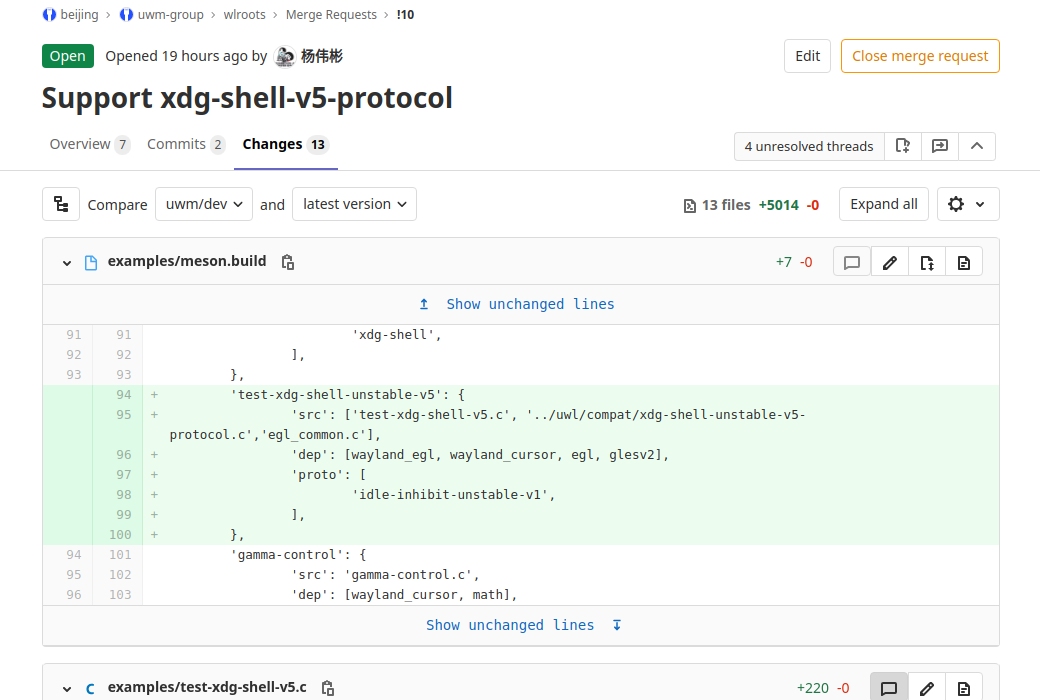 beijing › uwm-group › wlroots › Merge Requests › !10
Open Opened 19 hours ago by 杨伟彬 Edit Close merge request
Support xdg-shell-v5-protocol
Overview 7 Commits 2 Changes 13 4 unresolved threads
Compare uwm/dev and latest version 13 files +5014 -0 Expand all
examples/meson.build +7 -0
Show unchanged lines
91 91 'xdg-shell',
92 92 ],
93 93 },
94 + 'test-xdg-shell-unstable-v5': {
95 + 'src': ['test-xdg-shell-v5.c', '../uwl/compat/xdg-shell-unstable-v5-
protocol.c','egl_common.c'],
96 + 'dep': [wayland_egl, wayland_cursor, egl, glesv2],
97 + 'proto': [
98 + 'idle-inhibit-unstable-v1',
99 + ],
100 + },
94 101 'gamma-control': {
95 102 'src': 'gamma-control.c',
96 103 'dep': [wayland_cursor, math],
Show unchanged lines
C examples/test-xdg-shell-v5.c +220 -0